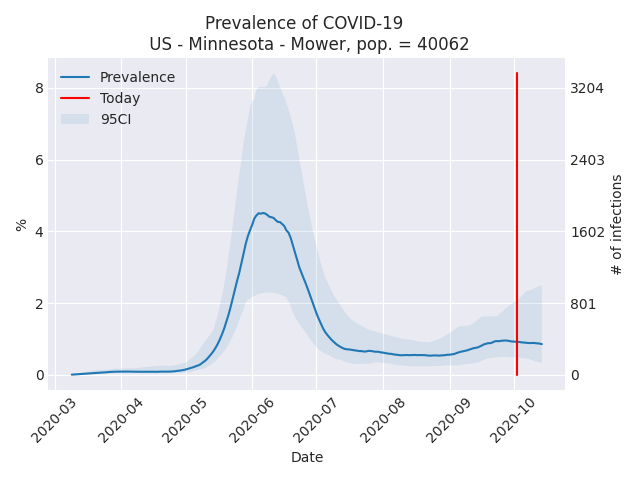 Prevalence of COVID-19
US - Minnesota - Mower, pop. = 40062
Prevalence
Today
95CI
8
6
4
2
0
%
3204
2403
1602
801
0
# of infections
2020-03
2020-04
2020-05
2020-06
2020-07
2020-08
2020-09
2020-10
Date